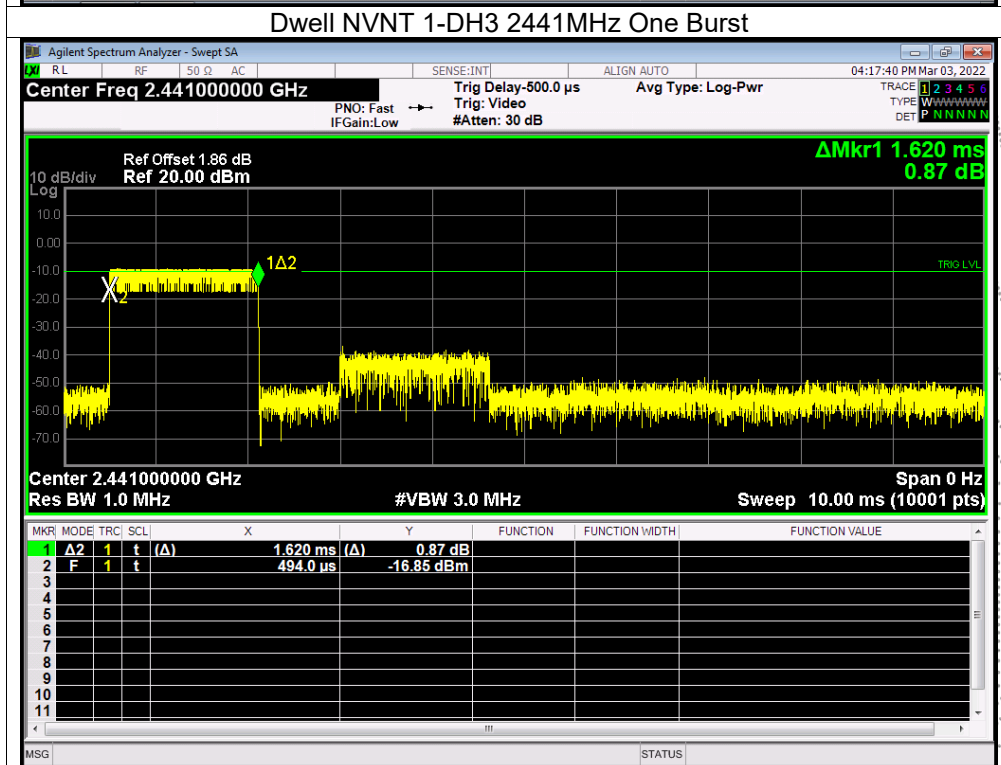 Dwell NVNT 1-DH3 2441MHz One Burst
Agilent Spectrum Analyzer - Swept SA
LXI RL RF 50 Ω AC SENSE:INT ALIGN AUTO 04:17:40 PM Mar 03, 2022
Center Freq 2.441000000 GHz
PNO: Fast
IFGain:Low
Trig Delay-500.0 µs
Trig: Video
#Atten: 30 dB
Avg Type: Log-Pwr
TRACE 1 2 3 4 5 6
TYPE WWWWWW
DET P N N N N N
ΔMkr1 1.620 ms
0.87 dB
Ref Offset 1.86 dB
10 dB/div Ref 20.00 dBm
Log
10.0
0.00
-10.0
-20.0
-30.0
-40.0
-50.0
-60.0
-70.0
1Δ2
X2
TRIG LVL
Center 2.441000000 GHz Span 0 Hz
Res BW 1.0 MHz #VBW 3.0 MHz Sweep 10.00 ms (10001 pts)
MKR MODE TRC SCL X Y FUNCTION FUNCTION WIDTH FUNCTION VALUE
1 Δ2 1 t (Δ) 1.620 ms (Δ) 0.87 dB
2 F 1 t 494.0 µs -16.85 dBm
3
4
5
6
7
8
9
10
11
MSG STATUS